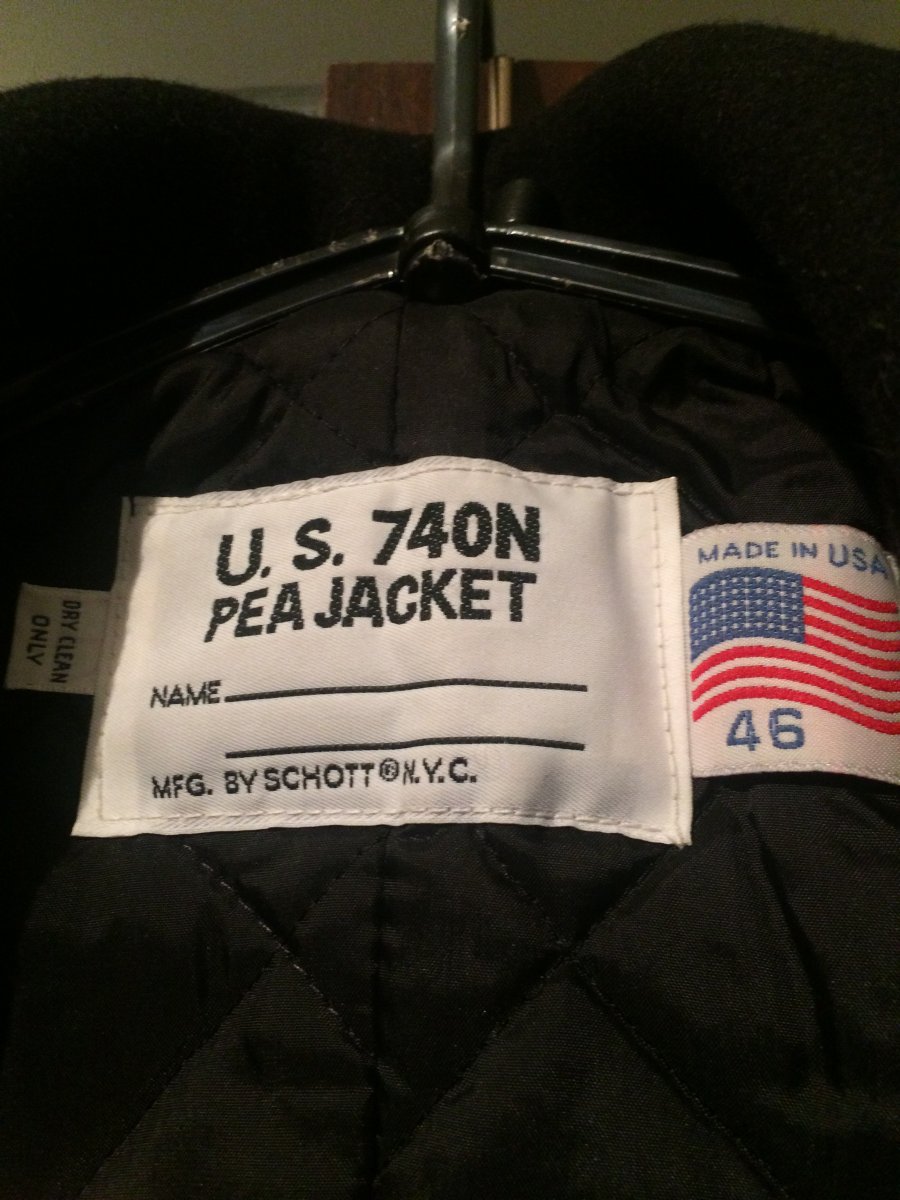 U. S. 740N
PEA JACKET
NAME
MFG. BY SCHOTT® N.Y.C.
DRY CLEAN
ONLY
MADE IN USA
46